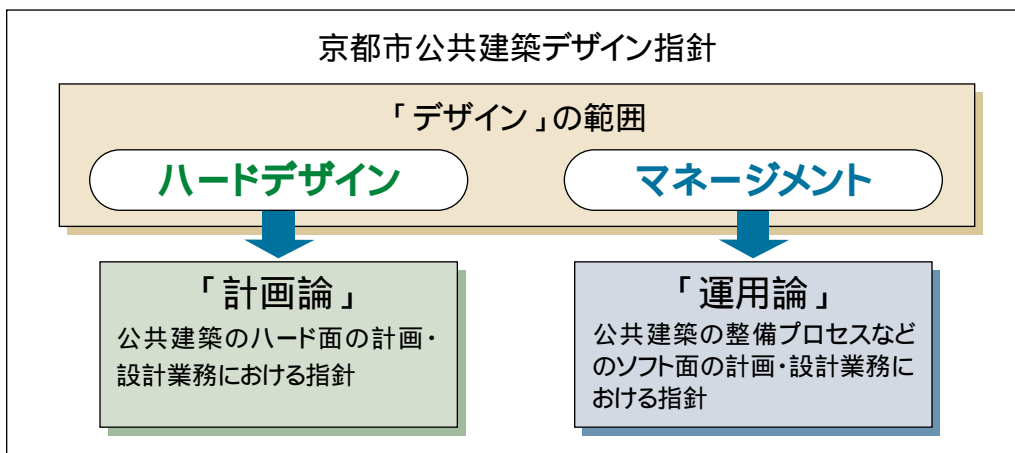 京都市公共建築デザイン指針
「デザイン」の範囲
ハードデザイン
マネージメント
「計画論」
公共建築のハード面の計画・
設計業務における指針
「運用論」
公共建築の整備プロセスなど
のソフト面の計画・設計業務に
おける指針